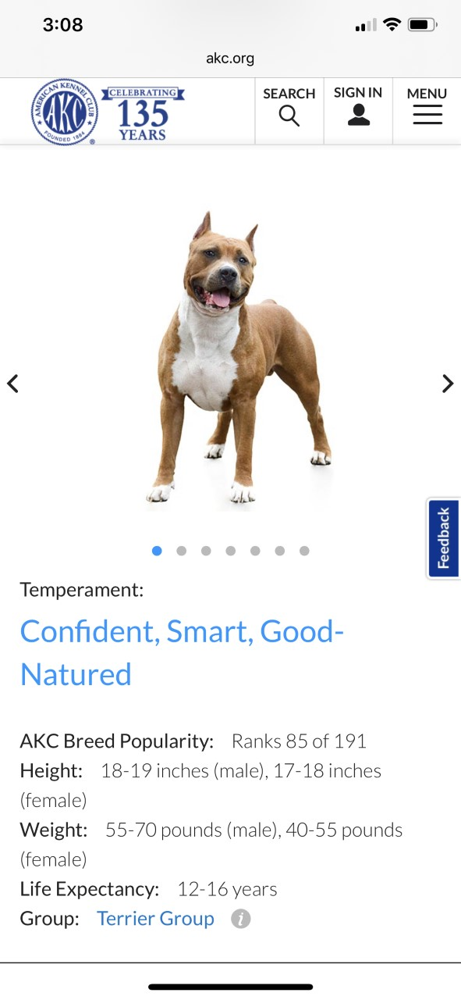 3:08
akc.org
AMERICAN KENNEL CLUB
AKC
FOUNDED 1884
®
CELEBRATING
135
YEARS
SEARCH
SIGN IN
MENU
Feedback
Temperament:
Confident, Smart, Good-
Natured
AKC Breed Popularity: Ranks 85 of 191
Height: 18-19 inches (male), 17-18 inches
(female)
Weight: 55-70 pounds (male), 40-55 pounds
(female)
Life Expectancy: 12-16 years
Group: Terrier Group i